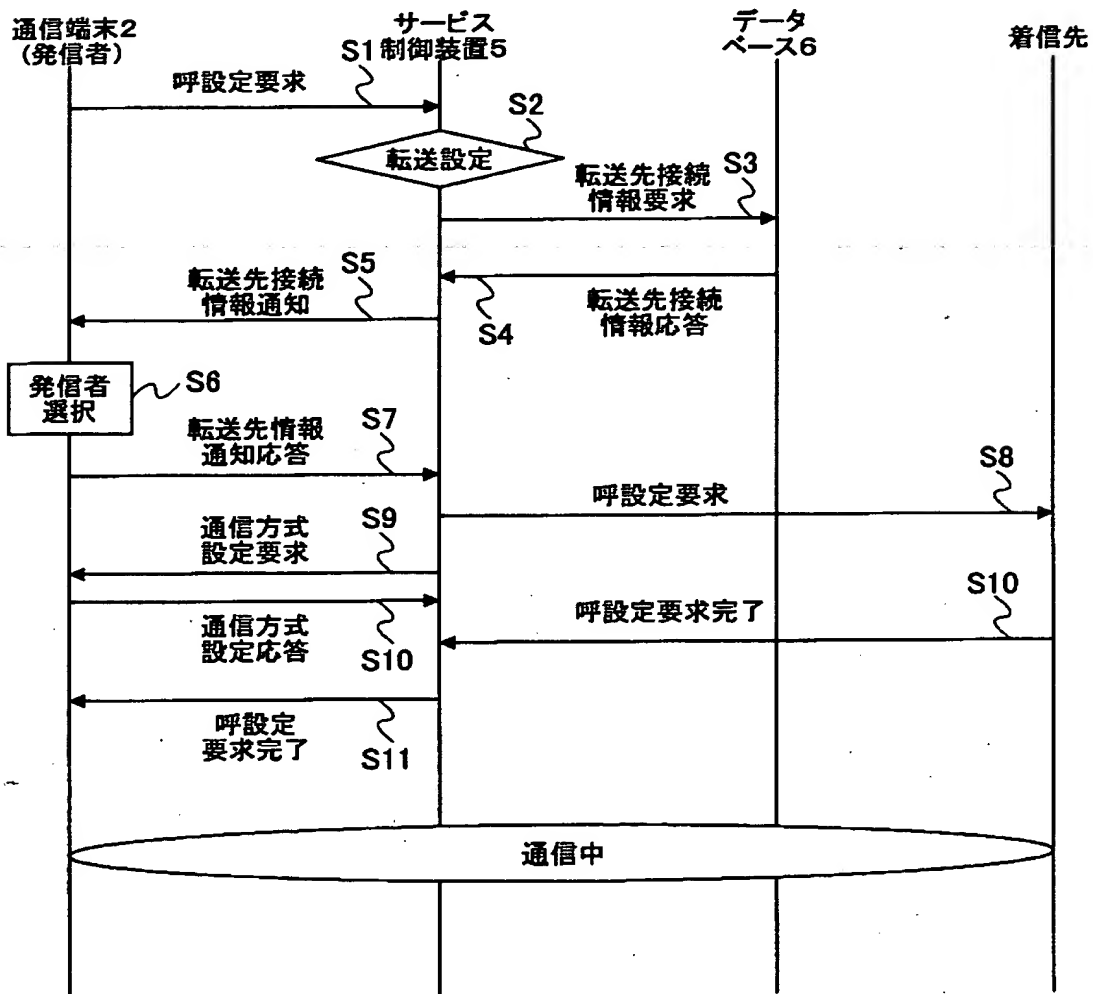 通信端末2
(発信者)
サービス
制御装置5
データ
ベース6
着信先
S1
呼設定要求
S2
転送設定
S3
転送先接続
情報要求
S5
転送先接続
情報通知
S4
転送先接続
情報応答
発信者
選択
S6
S7
転送先情報
通知応答
S8
呼設定要求
S9
通信方式
設定要求
S10
呼設定要求完了
通信方式
設定応答
S10
呼設定
要求完了
S11
通信中